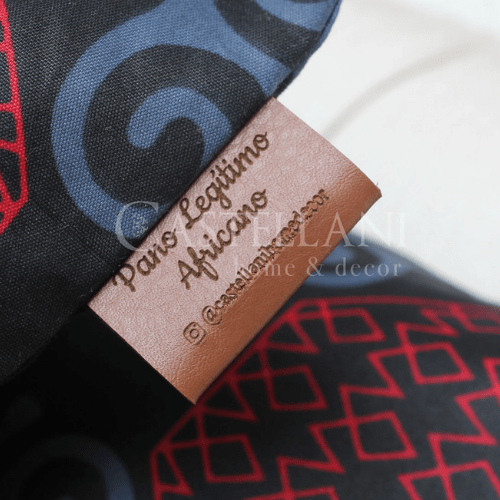 Pano Legítimo
Africano
@castellanihomedecor
CASTELLANI
home & decor